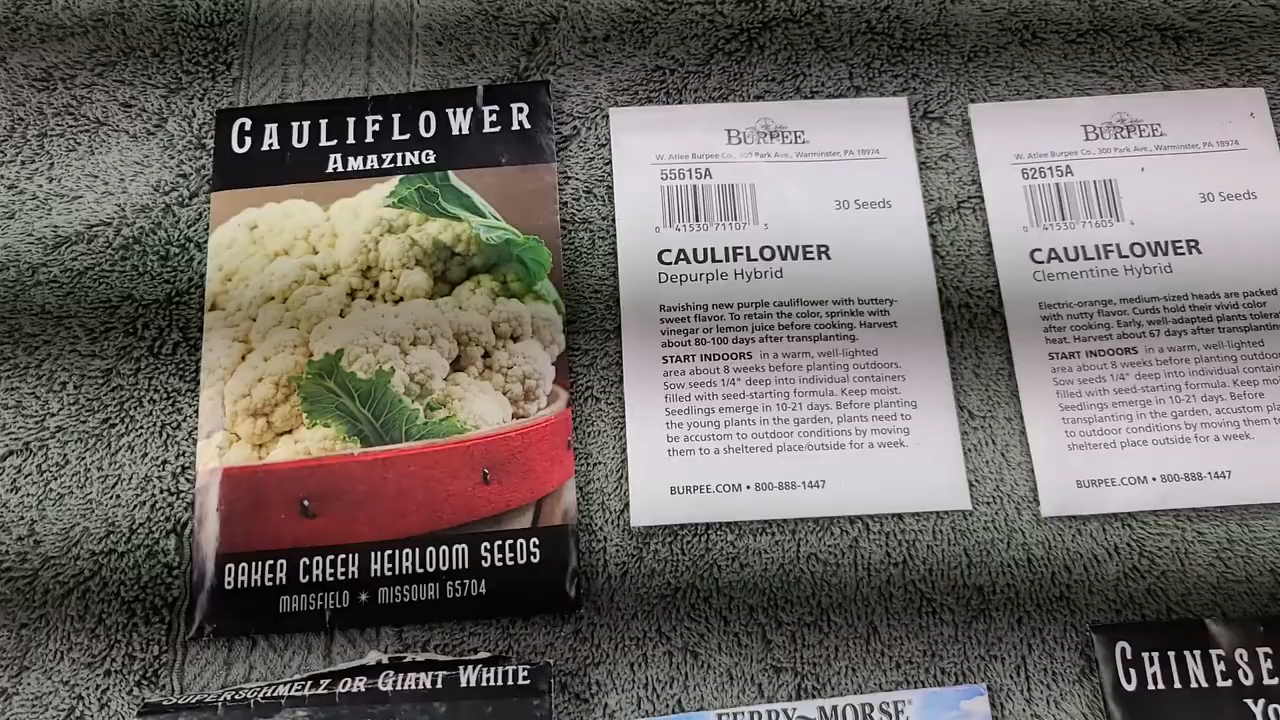 CAULIFLOWER
AMAZING
BAKER CREEK HEIRLOOM SEEDS
MANSFIELD ✶ MISSOURI 65704
BURPEE
W. Atlee Burpee Co., 300 Park Ave., Warminster, PA 18974
55615A
30 Seeds
0 41530 71107 3
CAULIFLOWER
Depurple Hybrid
Ravishing new purple cauliflower with buttery-
sweet flavor. To retain the color, sprinkle with
vinegar or lemon juice before cooking. Harvest
about 80-100 days after transplanting.
START INDOORS in a warm, well-lighted
area about 8 weeks before planting outdoors.
Sow seeds 1/4" deep into individual containers
filled with seed-starting formula. Keep moist.
Seedlings emerge in 10-21 days. Before planting
the young plants in the garden, plants need to
be accustom to outdoor conditions by moving
them to a sheltered place outside for a week.
BURPEE.COM • 800-888-1447
BURPEE
W. Atlee Burpee Co., 300 Park Ave., Warminster, PA 18974
62615A
30 Seeds
0 41530 71605 4
CAULIFLOWER
Clementine Hybrid
Electric-orange, medium-sized heads are packed
with nutty flavor. Curds hold their vivid color
after cooking. Early, well-adapted plants tolera
heat. Harvest about 67 days after transplantin
START INDOORS in a warm, well-lighted
area about 8 weeks before planting outdoo
Sow seeds 1/4" deep into individual containers
filled with seed-starting formula. Keep mo
Seedlings emerge in 10-21 days. Before
transplanting in the garden, accustom pl
to outdoor conditions by moving them t
sheltered place outside for a week.
BURPEE.COM • 800-888-1447
SUPERSCHMELZ OR GIANT WHITE
FERRY~MORSE
CHINESE